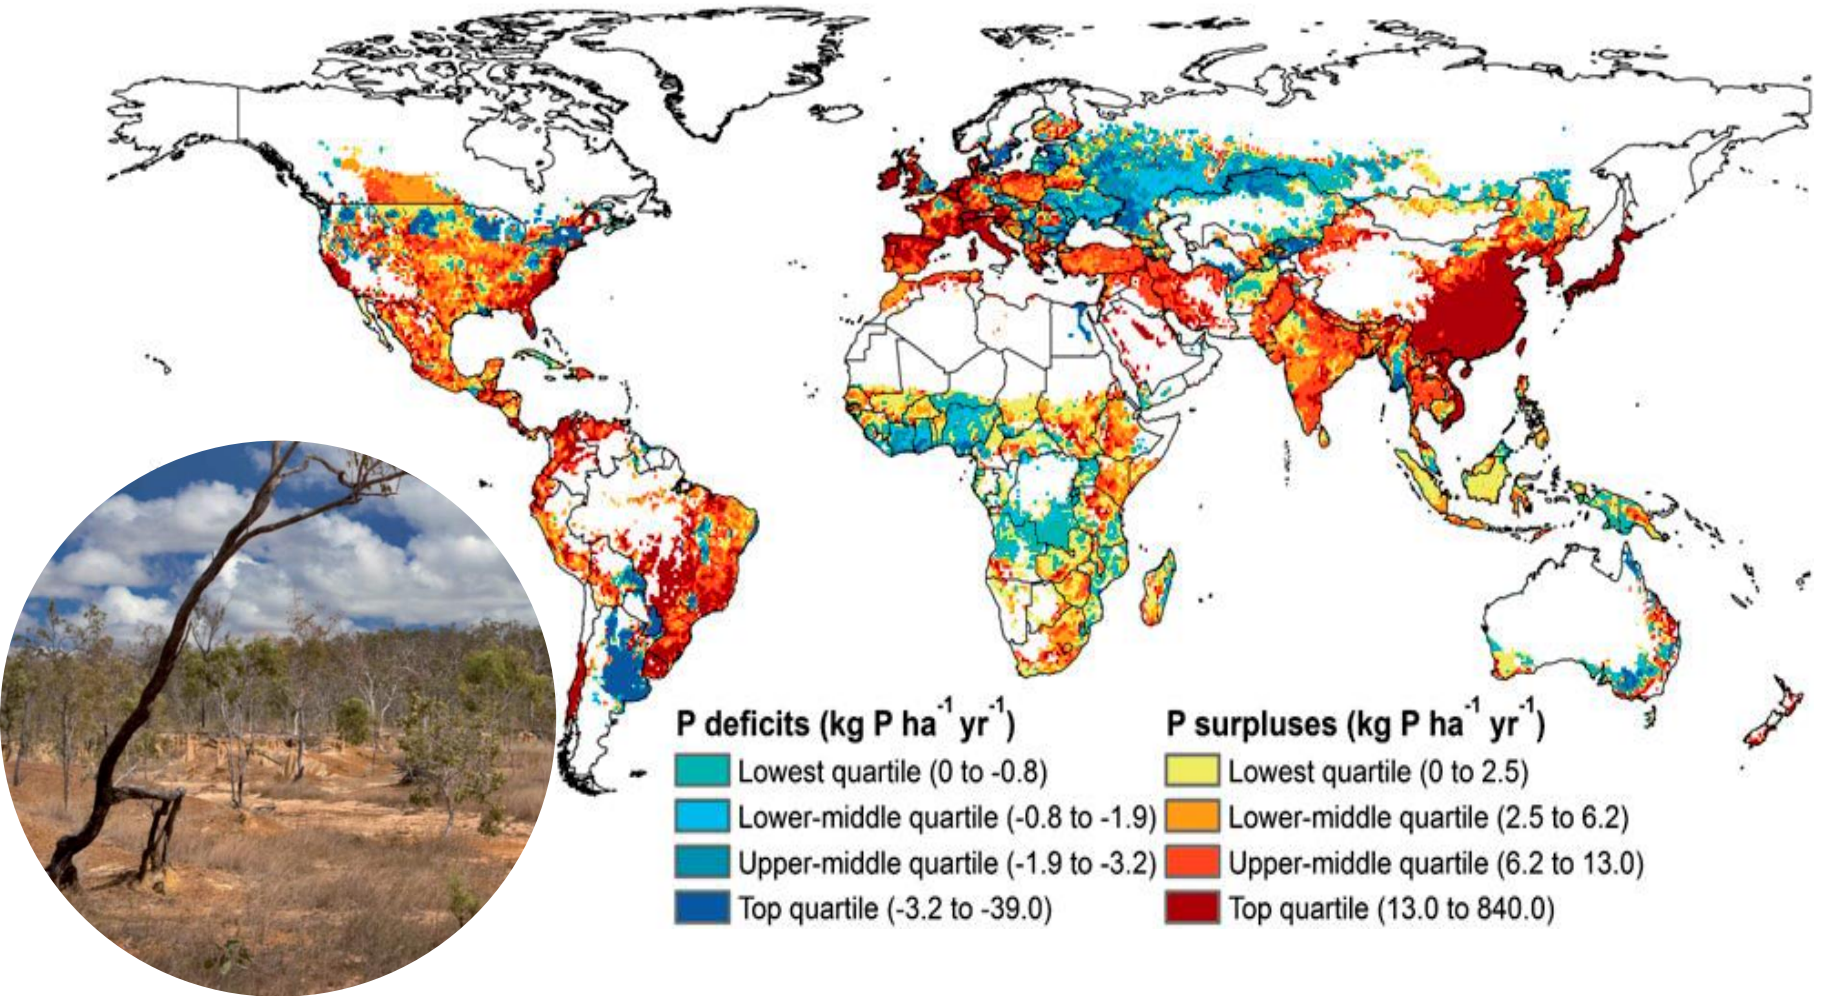 P deficits (kg P ha⁻¹ yr⁻¹)
Lowest quartile (0 to -0.8)
Lower-middle quartile (-0.8 to -1.9)
Upper-middle quartile (-1.9 to -3.2)
Top quartile (-3.2 to -39.0)
P surpluses (kg P ha⁻¹ yr⁻¹)
Lowest quartile (0 to 2.5)
Lower-middle quartile (2.5 to 6.2)
Upper-middle quartile (6.2 to 13.0)
Top quartile (13.0 to 840.0)